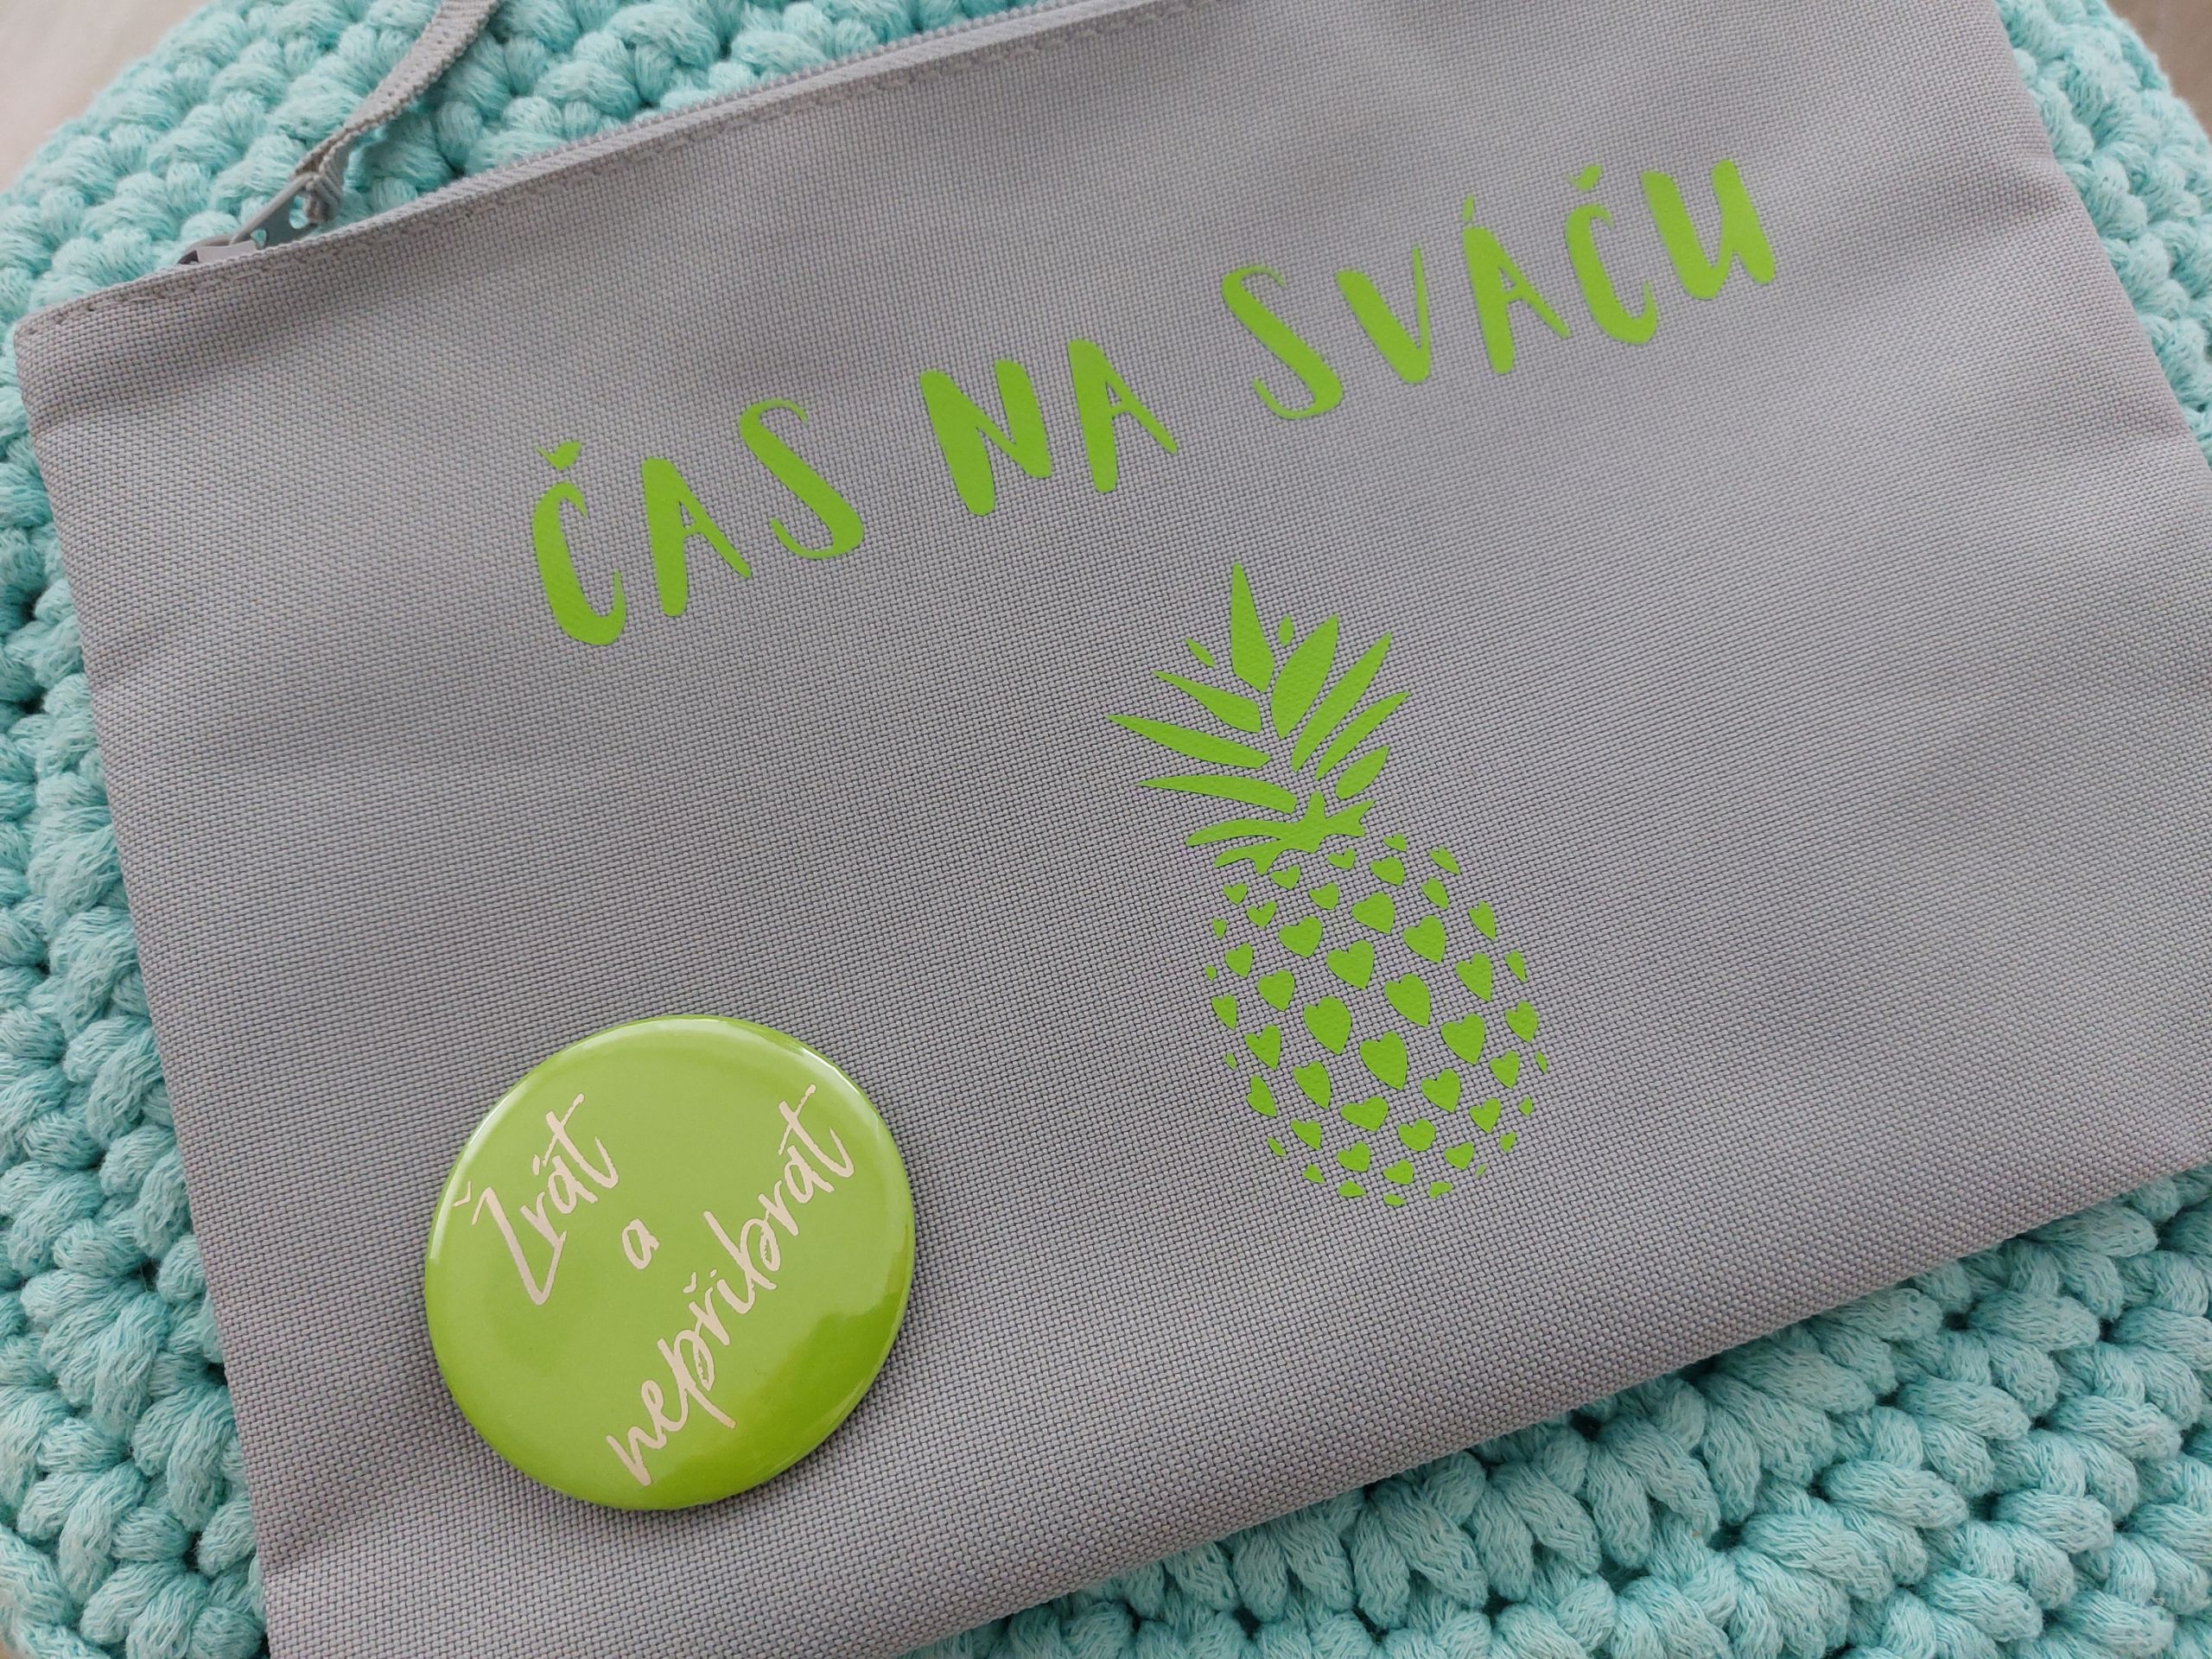 ČAS NA SVÁČU
Žrát
a
nepřibrat